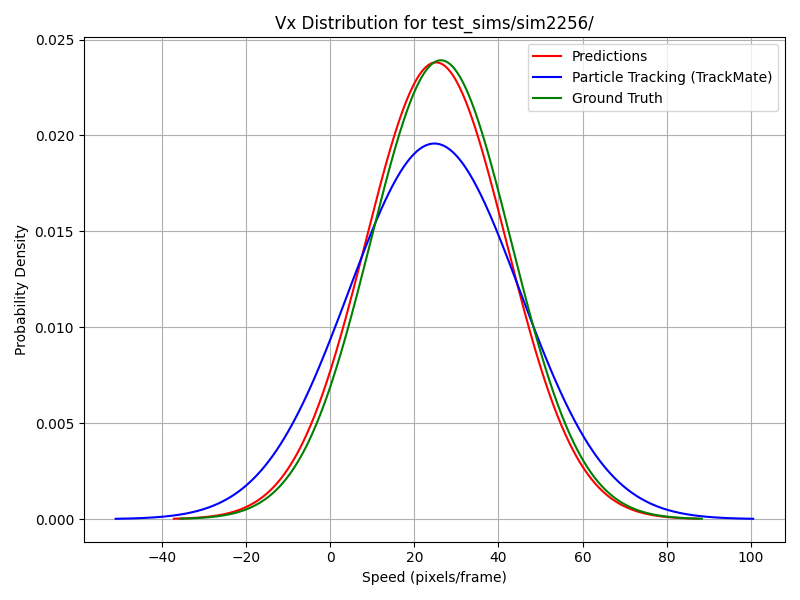 Vx Distribution for test_sims/sim2256/
Predictions
Particle Tracking (TrackMate)
Ground Truth
Probability Density
0.025
0.020
0.015
0.010
0.005
0.000
−40 −20 0 20 40 60 80 100
Speed (pixels/frame)